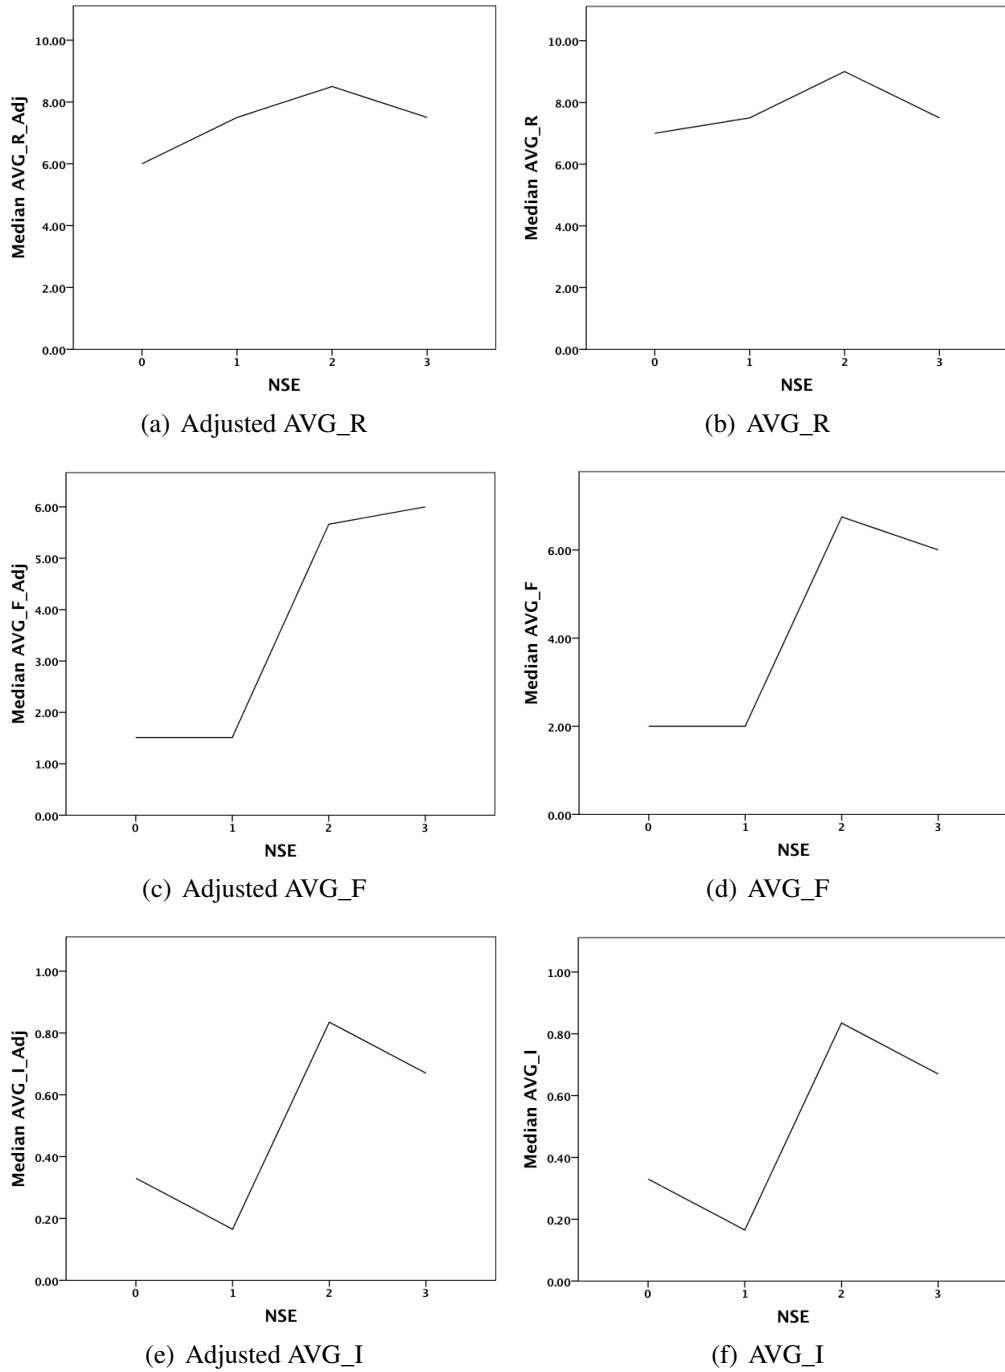 10.00
8.00
6.00
4.00
2.00
0.00
Median AVG_R_Adj
0 1 2 3
NSE
(a) Adjusted AVG_R
10.00
8.00
6.00
4.00
2.00
0.00
Median AVG_R
0 1 2 3
NSE
(b) AVG_R
6.00
5.00
4.00
3.00
2.00
1.00
0.00
Median AVG_F_Adj
0 1 2 3
NSE
(c) Adjusted AVG_F
6.00
4.00
2.00
0.00
Median AVG_F
0 1 2 3
NSE
(d) AVG_F
1.00
0.80
0.60
0.40
0.20
0.00
Median AVG_I_Adj
0 1 2 3
NSE
(e) Adjusted AVG_I
1.00
0.80
0.60
0.40
0.20
0.00
Median AVG_I
0 1 2 3
NSE
(f) AVG_I